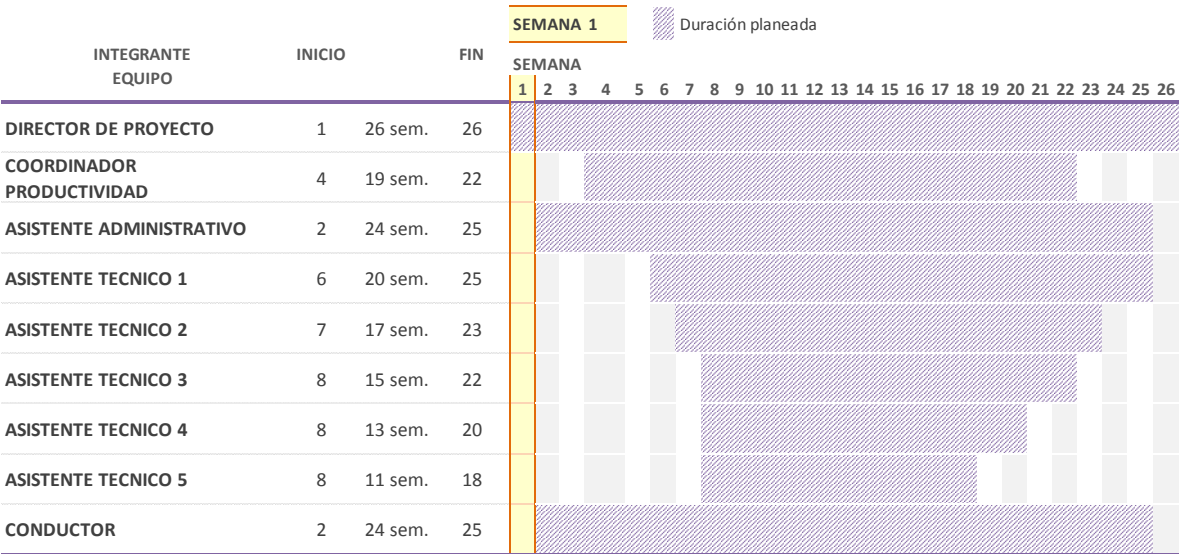 SEMANA 1
Duración planeada
INTEGRANTE
EQUIPO
INICIO
FIN
SEMANA
1 2 3 4 5 6 7 8 9 10 11 12 13 14 15 16 17 18 19 20 21 22 23 24 25 26
DIRECTOR DE PROYECTO 1 26 sem. 26
COORDINADOR
PRODUCTIVIDAD 4 19 sem. 22
ASISTENTE ADMINISTRATIVO 2 24 sem. 25
ASISTENTE TECNICO 1 6 20 sem. 25
ASISTENTE TECNICO 2 7 17 sem. 23
ASISTENTE TECNICO 3 8 15 sem. 22
ASISTENTE TECNICO 4 8 13 sem. 20
ASISTENTE TECNICO 5 8 11 sem. 18
CONDUCTOR 2 24 sem. 25